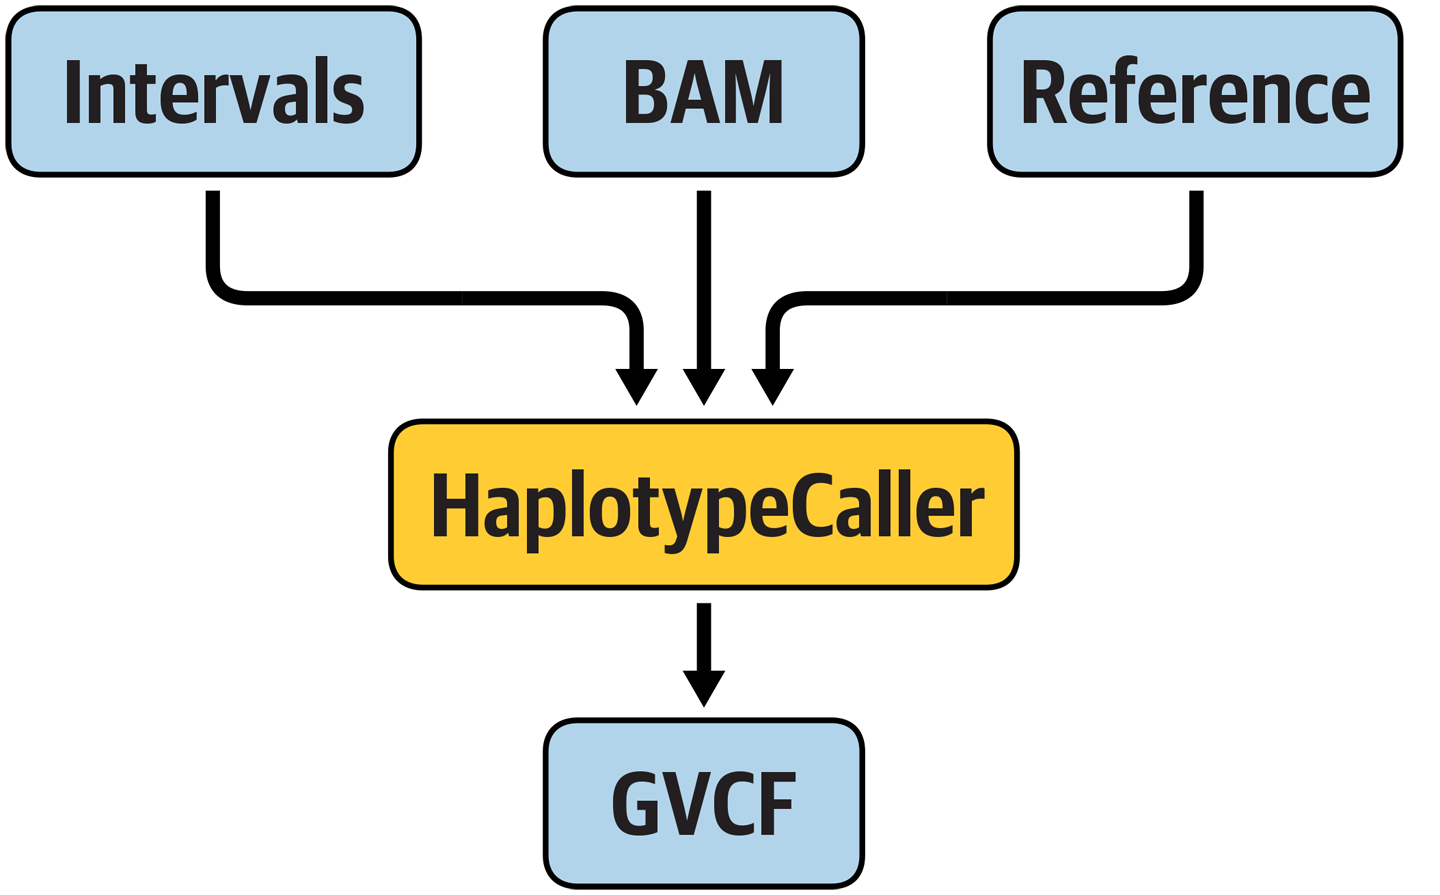 Intervals
BAM
Reference
HaplotypeCaller
GVCF